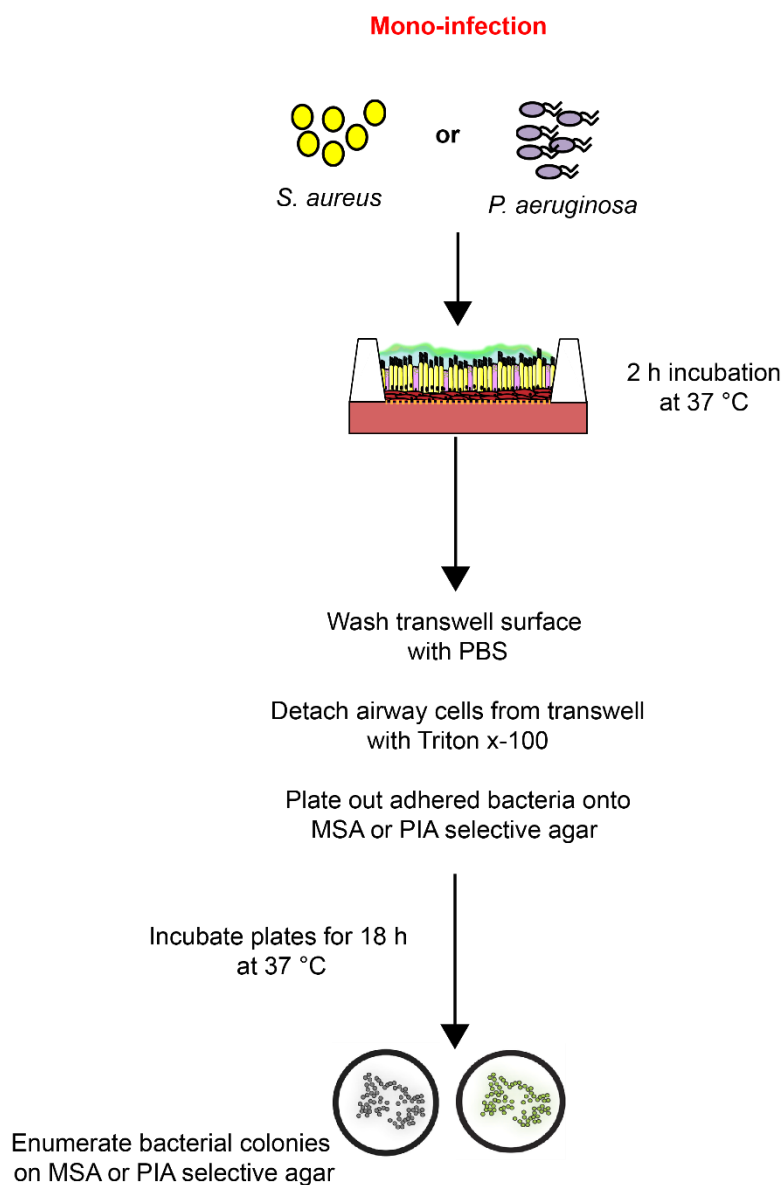 Mono-infection
or
S. aureus
P. aeruginosa
2 h incubation
at 37 °C
Wash transwell surface
with PBS
Detach airway cells from transwell
with Triton x-100
Plate out adhered bacteria onto
MSA or PIA selective agar
Incubate plates for 18 h
at 37 °C
Enumerate bacterial colonies
on MSA or PIA selective agar